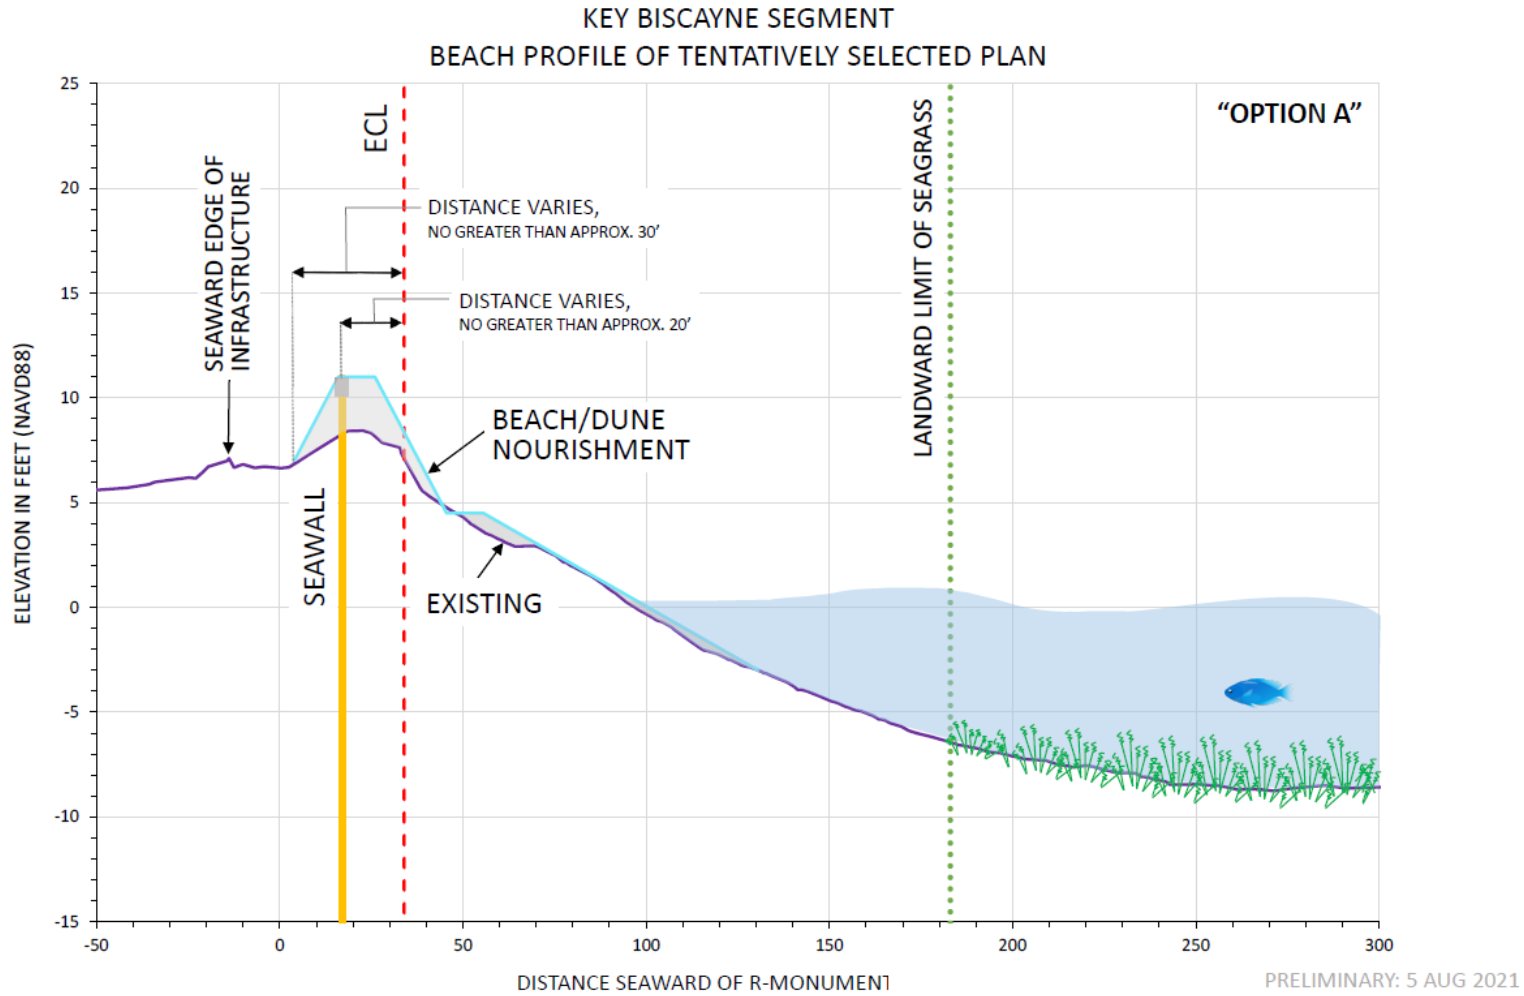 KEY BISCAYNE SEGMENT
BEACH PROFILE OF TENTATIVELY SELECTED PLAN
"OPTION A"
ECL
SEAWARD EDGE OF
INFRASTRUCTURE
DISTANCE VARIES,
NO GREATER THAN APPROX. 30'
DISTANCE VARIES,
NO GREATER THAN APPROX. 20'
LANDWARD LIMIT OF SEAGRASS
BEACH/DUNE
NOURISHMENT
SEAWALL
EXISTING
ELEVATION IN FEET (NAVD88)
25
20
15
10
5
0
-5
-10
-15
-50
0
50
100
150
200
250
300
DISTANCE SEAWARD OF R-MONUMENT
PRELIMINARY: 5 AUG 2021